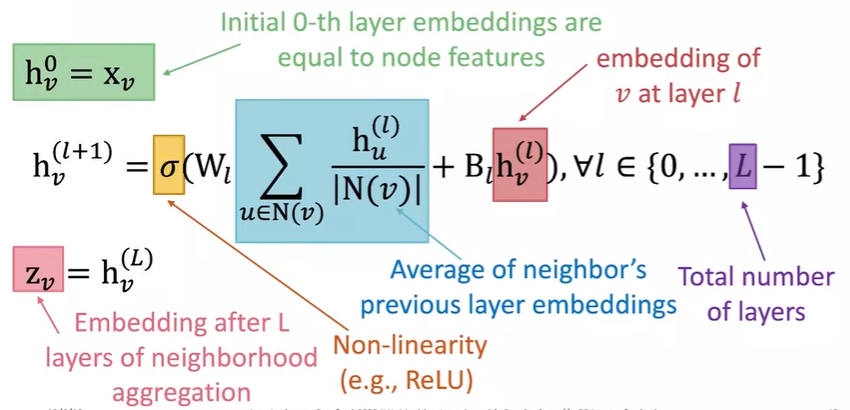 Initial 0-th layer embeddings are
equal to node features
h_v^0 = x_v
embedding of
v at layer l
h_v^{(l+1)} = σ(W_l ∑_{u∈N(v)} h_u^{(l)} / |N(v)| + B_l h_v^{(l)}), ∀l ∈ {0, ..., L − 1}
z_v = h_v^{(L)}
Average of neighbor's
previous layer embeddings
Total number
of layers
Embedding after L
layers of neighborhood
aggregation
Non-linearity
(e.g., ReLU)